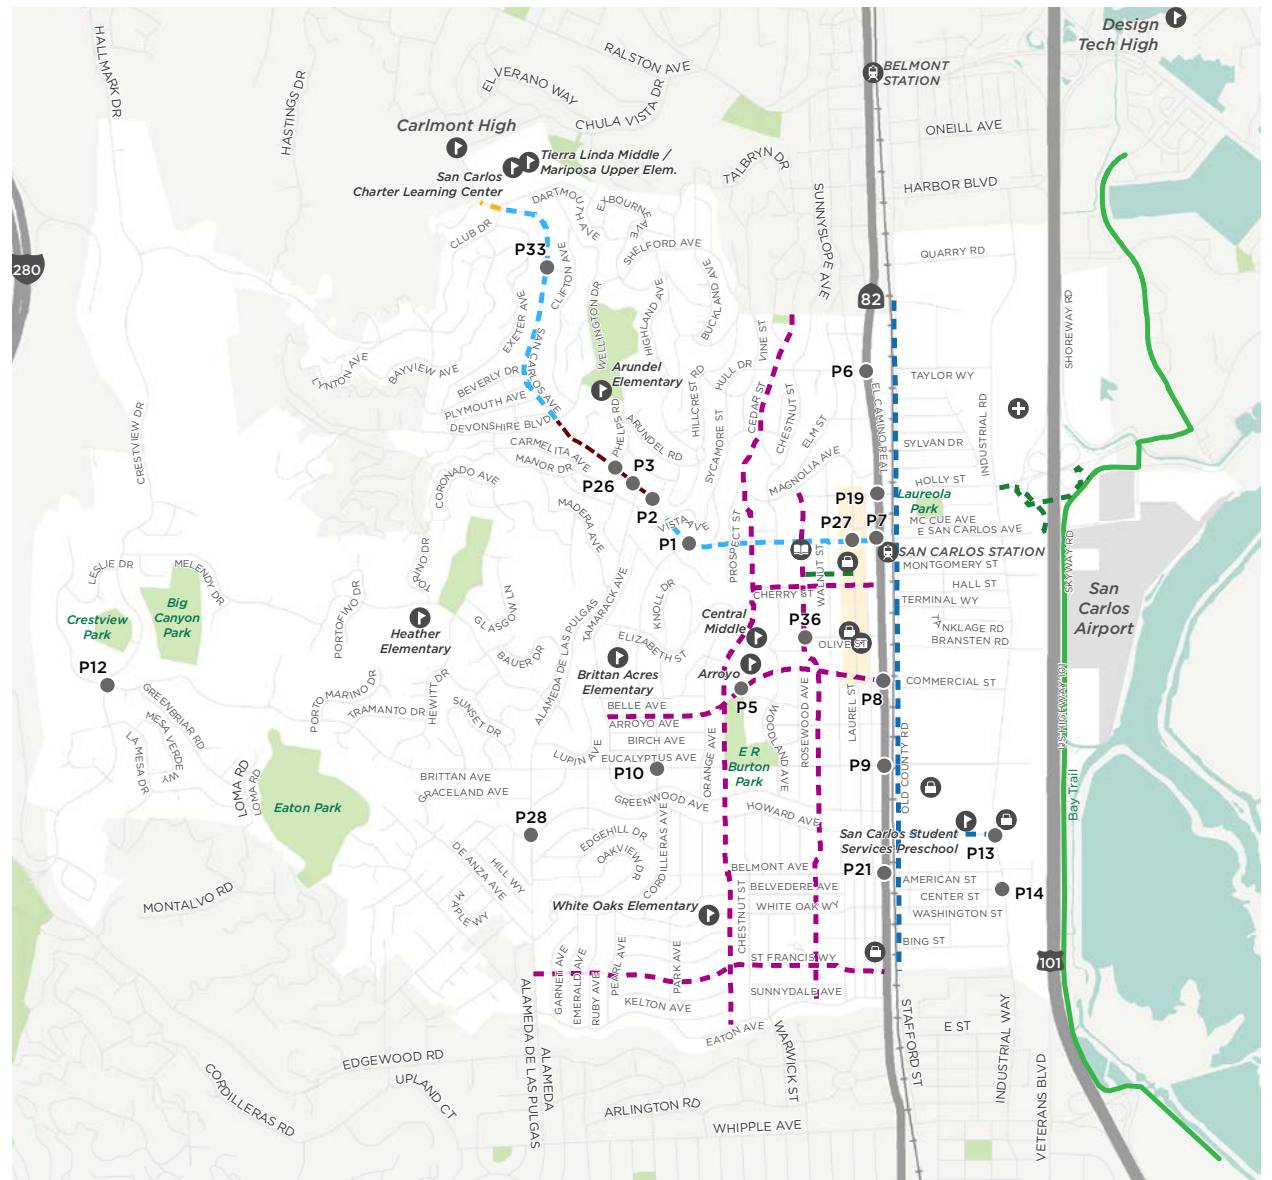 Design
Tech High
HALLMARK DR
HASTINGS DR
RALSTON AVE
EL VERANO WAY
CHULA VISTA DR
BELMONT
STATION
Carlmont High
ONEILL AVE
Tierra Linda Middle /
Mariposa Upper Elem.
San Carlos
Charter Learning Center
TALBRYN DR
HARBOR BLVD
SUNNYSLOPE AVE
DARTMOUTH AVE
EXBOURNE AVE
CLUB DR
SHELFORD AVE
P33
QUARRY RD
280
CLIFTON AVE
82
WELLINGTON DR
HIGHLAND AVE
BUCKLAND AVE
SHOREWAY RD
EXETER AVE
SAN CARLOS AVE
VINE ST
BAYVIEW AVE
BEVERLY DR
Arundel
Elementary
HULL DR
P6
TAYLOR WY
CRESTVIEW DR
PLYMOUTH AVE
DEVONSHIRE BLVD
PHELPS RD
ARUNDEL RD
HILLCREST RD
SYCAMORE ST
CEDAR ST
CHESTNUT ST
ELM ST
EL CAMINO REAL
INDUSTRIAL RD
SYLVAN DR
CARMELITA AVE
MANOR DR
P3
P26
CORONADO AVE
MAGNOLIA AVE
HOLLY ST
P19
Laureola
Park
P2
MADERA AVE
VISTA AVE
P27
P7
MC CUE AVE
E SAN CARLOS AVE
P1
PROSPECT ST
SAN CARLOS STATION
MONTGOMERY ST
SKYWAY RD
LESLIE DR
MELENDY DR
TORINO DR
WALNUT ST
HALL ST
San
Carlos
Airport
CHERRY ST
TERMINAL WY
Big
Canyon
Park
Crestview
Park
PORTOFINO DR
GLASGOW LN
TAMARACK AVE
KNOLL DR
Central
Middle
P36
TANKLAGE RD
BRANSTEN RD
Heather
Elementary
ELIZABETH ST
OLIVE ST
BAUER DR
ALAMEDA DE LAS PULGAS
P12
Brittan Acres
Elementary
Arroyo
COMMERCIAL ST
GREENBRIAR RD
PORTO MARINO DR
HEWITT DR
TRAMANTO DR
SUNSET DR
BELLE AVE
P5
P8
MESA VERDE WY
LA MESA DR
ARROYO AVE
WOODLAND AVE
ROSEWOOD AVE
LAUREL ST
OLD COUNTY RD
US HIGHWAY 101
LUPIN AVE
BIRCH AVE
EUCALYPTUS AVE
ORANGE AVE
E R
Burton
Park
P10
P9
LOMA RD
LOMA RD
BRITTAN AVE
GRACELAND AVE
Bay Trail
Eaton Park
P28
GREENWOOD AVE
HOWARD AVE
San Carlos Student
Services Preschool
P13
EDGEHILL DR
OAKVIEW DR
CORDILLERAS AVE
HILL WY
DE ANZA AVE
BELMONT AVE
P21
AMERICAN ST
MONTALVO RD
BELVEDERE AVE
CENTER ST
P14
MAPLE WY
White Oaks Elementary
WHITE OAK WY
WASHINGTON ST
CHESTNUT ST
BING ST
ST FRANCIS WY
101
GARNET AVE
EMERALD AVE
RUBY AVE
PEARL AVE
PARK AVE
SUNNYDALE AVE
KELTON AVE
ALAMEDA DE LAS PULGAS
ALAMEDA
EATON AVE
WARWICK ST
STAFFORD ST
E ST
INDUSTRIAL WAY
VETERANS BLVD
EDGEWOOD RD
CORDILLERAS RD
UPLAND CT
ARLINGTON RD
WHIPPLE AVE